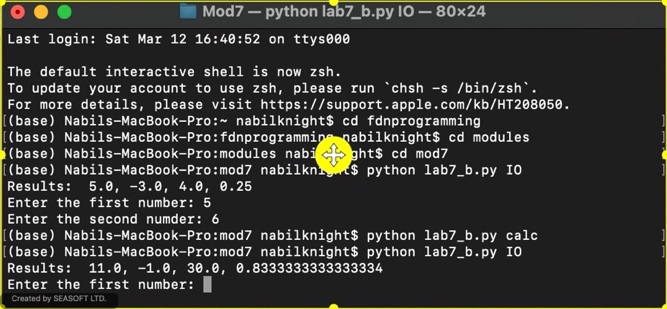 Mod7 — python lab7_b.py IO — 80×24
Last login: Sat Mar 12 16:40:52 on ttys000
The default interactive shell is now zsh.
To update your account to use zsh, please run `chsh -s /bin/zsh`.
For more details, please visit https://support.apple.com/kb/HT208050.
[(base) Nabils-MacBook-Pro:~ nabilknight$ cd fdnprogramming ]
[(base) Nabils-MacBook-Pro:fdnprogramming nabilknight$ cd modules ]
[(base) Nabils-MacBook-Pro:modules nabilknight$ cd mod7 ]
[(base) Nabils-MacBook-Pro:mod7 nabilknight$ python lab7_b.py IO ]
Results:  5.0, -3.0, 4.0, 0.25
Enter the first number: 5
Enter the second numder: 6
[(base) Nabils-MacBook-Pro:mod7 nabilknight$ python lab7_b.py calc ]
[(base) Nabils-MacBook-Pro:mod7 nabilknight$ python lab7_b.py IO ]
Results:  11.0, -1.0, 30.0, 0.8333333333333334
Enter the first number:
Created by SEASOFT LTD.